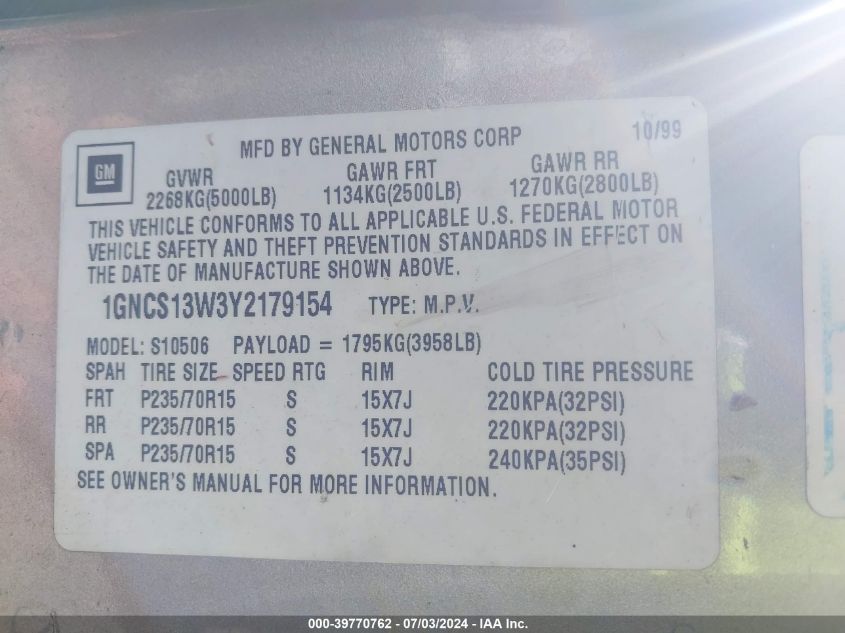 MFD BY GENERAL MOTORS CORP 10/99
GM
GVWR GAWR FRT GAWR RR
2268KG(5000LB) 1134KG(2500LB) 1270KG(2800LB)
THIS VEHICLE CONFORMS TO ALL APPLICABLE U.S. FEDERAL MOTOR
VEHICLE SAFETY AND THEFT PREVENTION STANDARDS IN EFFECT ON
THE DATE OF MANUFACTURE SHOWN ABOVE.
1GNCS13W3Y2179154 TYPE: M.P.V.
MODEL: S10506 PAYLOAD = 1795KG(3958LB)
SPAH TIRE SIZE SPEED RTG RIM COLD TIRE PRESSURE
FRT P235/70R15 S 15X7J 220KPA(32PSI)
RR P235/70R15 S 15X7J 220KPA(32PSI)
SPA P235/70R15 S 15X7J 240KPA(35PSI)
SEE OWNER'S MANUAL FOR MORE INFORMATION.
000-39770762 - 07/03/2024 - IAA Inc.